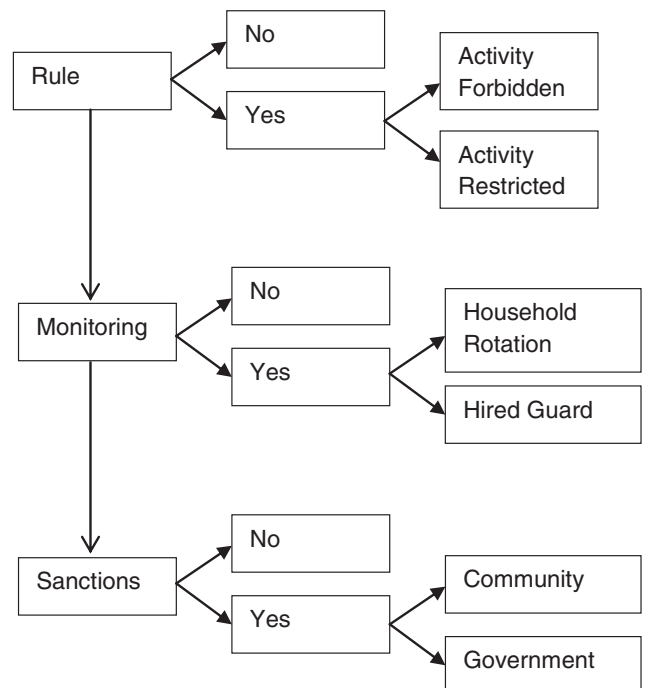 No
Rule
Yes
Activity
Forbidden
Activity
Restricted
No
Monitoring
Yes
Household
Rotation
Hired Guard
No
Sanctions
Yes
Community
Government